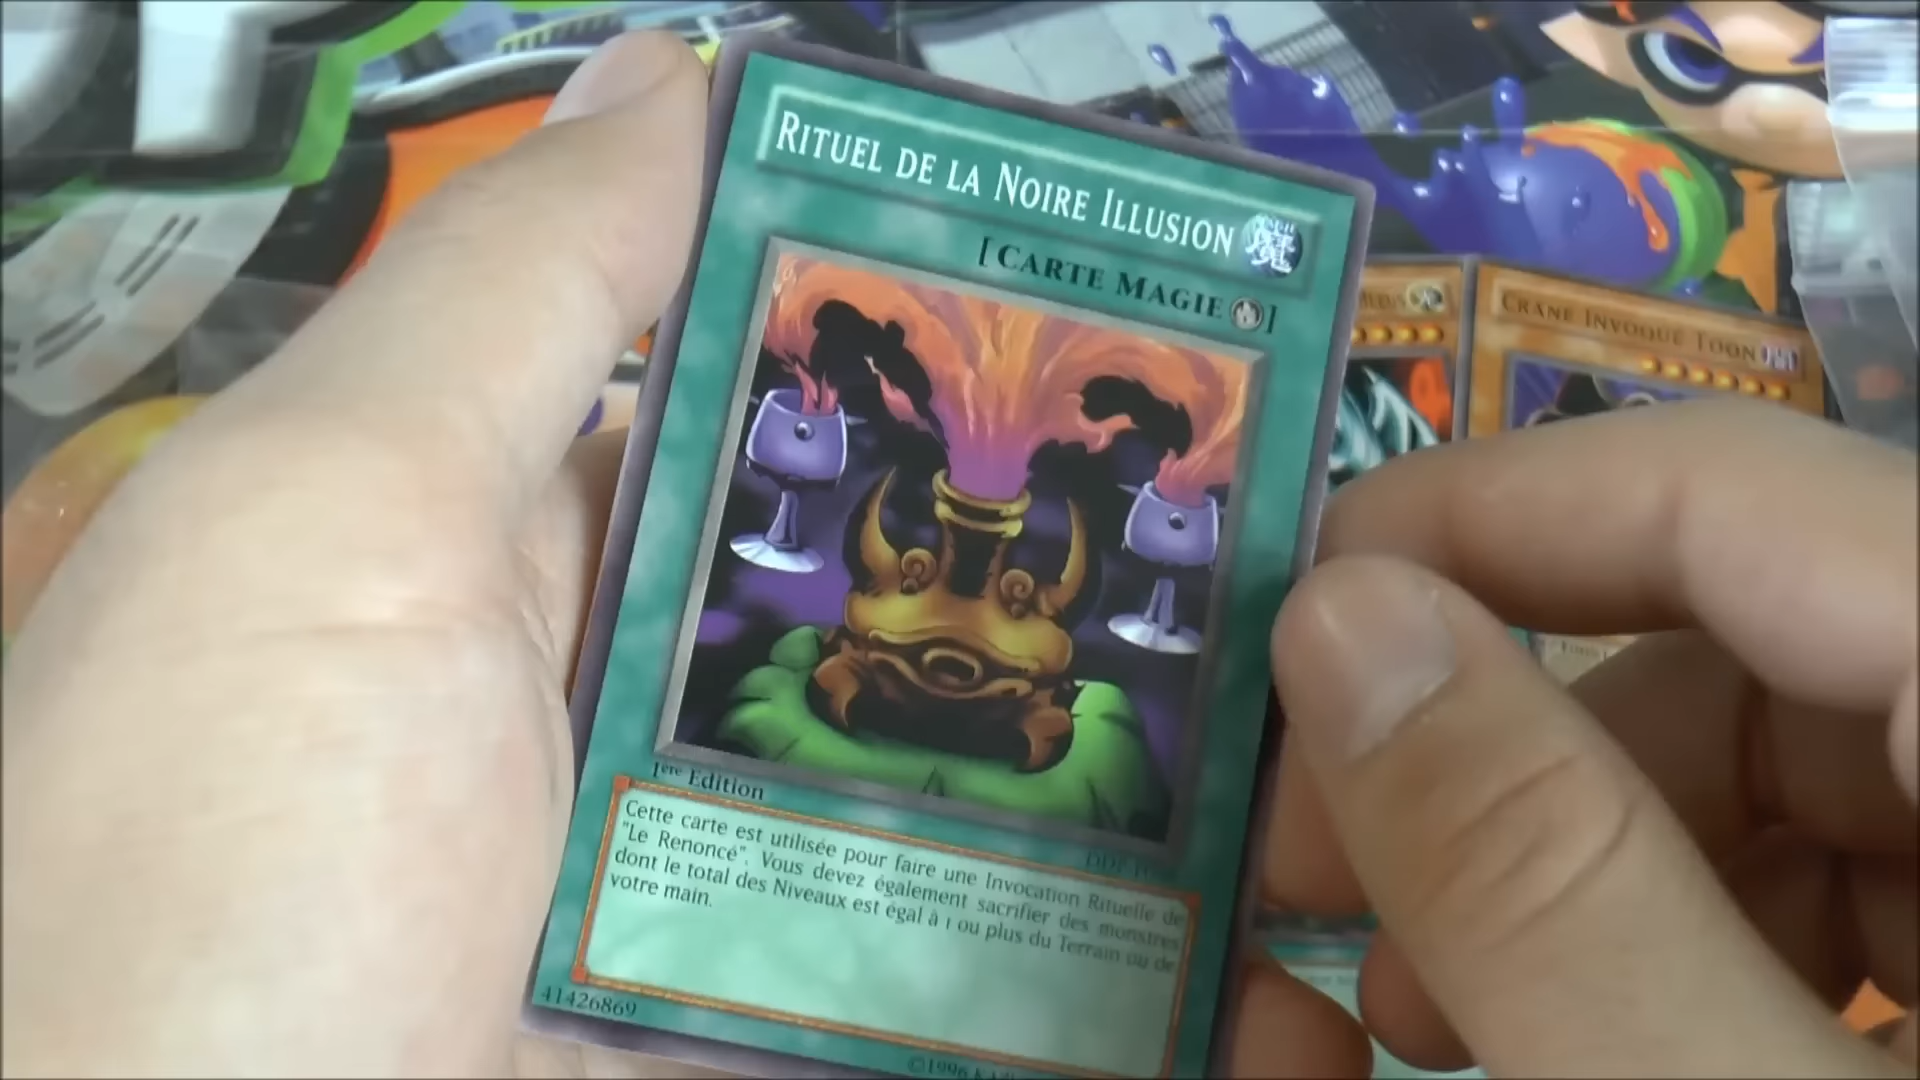 RITUEL DE LA NOIRE ILLUSION
[CARTE MAGIE]
CRÂNE INVOQUÉ TOON
1ère Edition
Cette carte est utilisée pour faire une Invocation Rituelle de
"Le Renoncé". Vous devez également sacrifier des monstres
dont le total des Niveaux est égal à 1 ou plus du Terrain ou de
votre main.
41426869
©1996